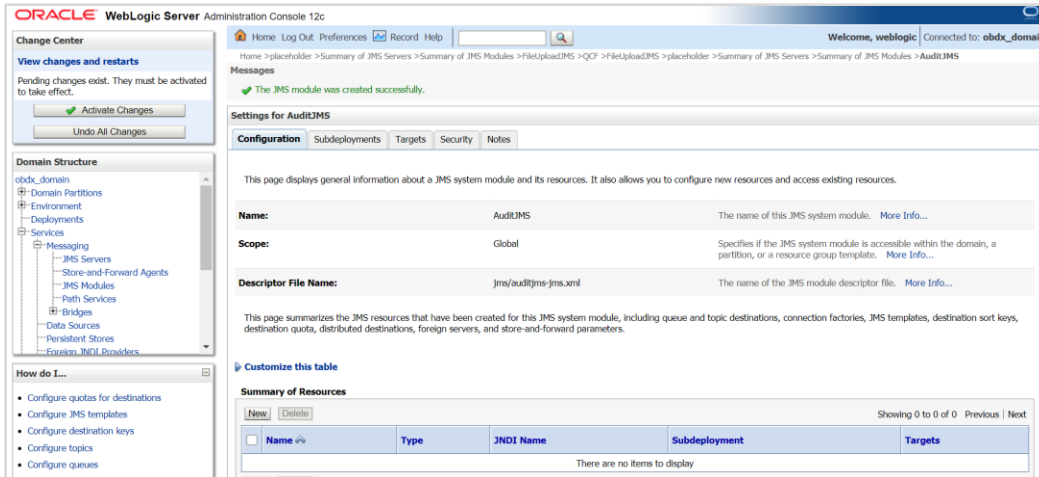 ORACLE WebLogic Server Administration Console 12c
Change Center
View changes and restarts
Pending changes exist. They must be activated
to take effect.
Activate Changes
Undo All Changes
Domain Structure
obdx_domain
Domain Partitions
Environment
Deployments
Services
Messaging
JMS Servers
Store-and-Forward Agents
JMS Modules
Path Services
Bridges
Data Sources
Persistent Stores
Foreign JNDI Providers
How do I...
Configure quotas for destinations
Configure JMS templates
Configure destination keys
Configure topics
Configure queues
Home Log Out Preferences Record Help
Welcome, weblogic Connected to: obdx_domai
Home >placeholder >Summary of JMS Servers >Summary of JMS Modules >FileUploadJMS >QCF >FileUploadJMS >placeholder >Summary of JMS Servers >Summary of JMS Modules >AuditJMS
Messages
The JMS module was created successfully.
Settings for AuditJMS
Configuration Subdeployments Targets Security Notes
This page displays general information about a JMS system module and its resources. It also allows you to configure new resources and access existing resources.
Name: AuditJMS The name of this JMS system module. More Info...
Scope: Global Specifies if the JMS system module is accessible within the domain, a
partition, or a resource group template. More Info...
Descriptor File Name: jms/auditjms-jms.xml The name of the JMS module descriptor file. More Info...
This page summarizes the JMS resources that have been created for this JMS system module, including queue and topic destinations, connection factories, JMS templates, destination sort keys,
destination quota, distributed destinations, foreign servers, and store-and-forward parameters.
Customize this table
Summary of Resources
New Delete Showing 0 to 0 of 0 Previous Next
Name Type JNDI Name Subdeployment Targets
There are no items to display